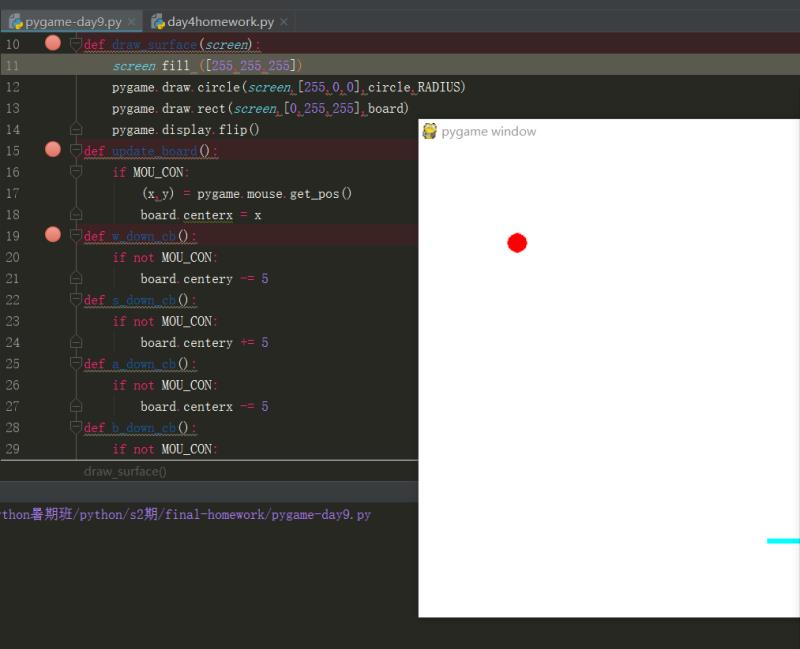 pygame-day9.py
day4homework.py
10 def draw_surface(screen):
11 screen.fill ([255,255,255])
12 pygame.draw.circle(screen,[255,0,0],circle,RADIUS)
13 pygame.draw.rect(screen,[0,255,255],board)
14 pygame.display.flip()
15 def update_board():
16 if MOU_CON:
17 (x,y) = pygame.mouse.get_pos()
18 board.centerx = x
19 def w_down_cb():
20 if not MOU_CON:
21 board.centery -= 5
22 def s_down_cb():
23 if not MOU_CON:
24 board.centery += 5
25 def a_down_cb():
26 if not MOU_CON:
27 board.centerx -= 5
28 def b_down_cb():
29 if not MOU_CON:
draw_surface()
thon暑期班/python/s2期/final-homework/pygame-day9.py
pygame window